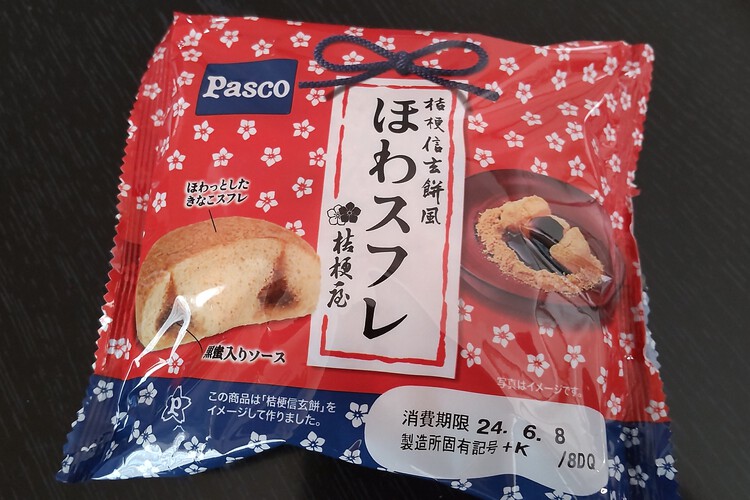 Pasco
桔梗信玄餅風
ほわスフレ
桔梗屋
ほわっとした
きなこスフレ
黒蜜入りソース
写真はイメージです。
この商品は「桔梗信玄餅」を
イメージして作りました。
消費期限 24. 6. 8
製造所固有記号 +K /8DQ